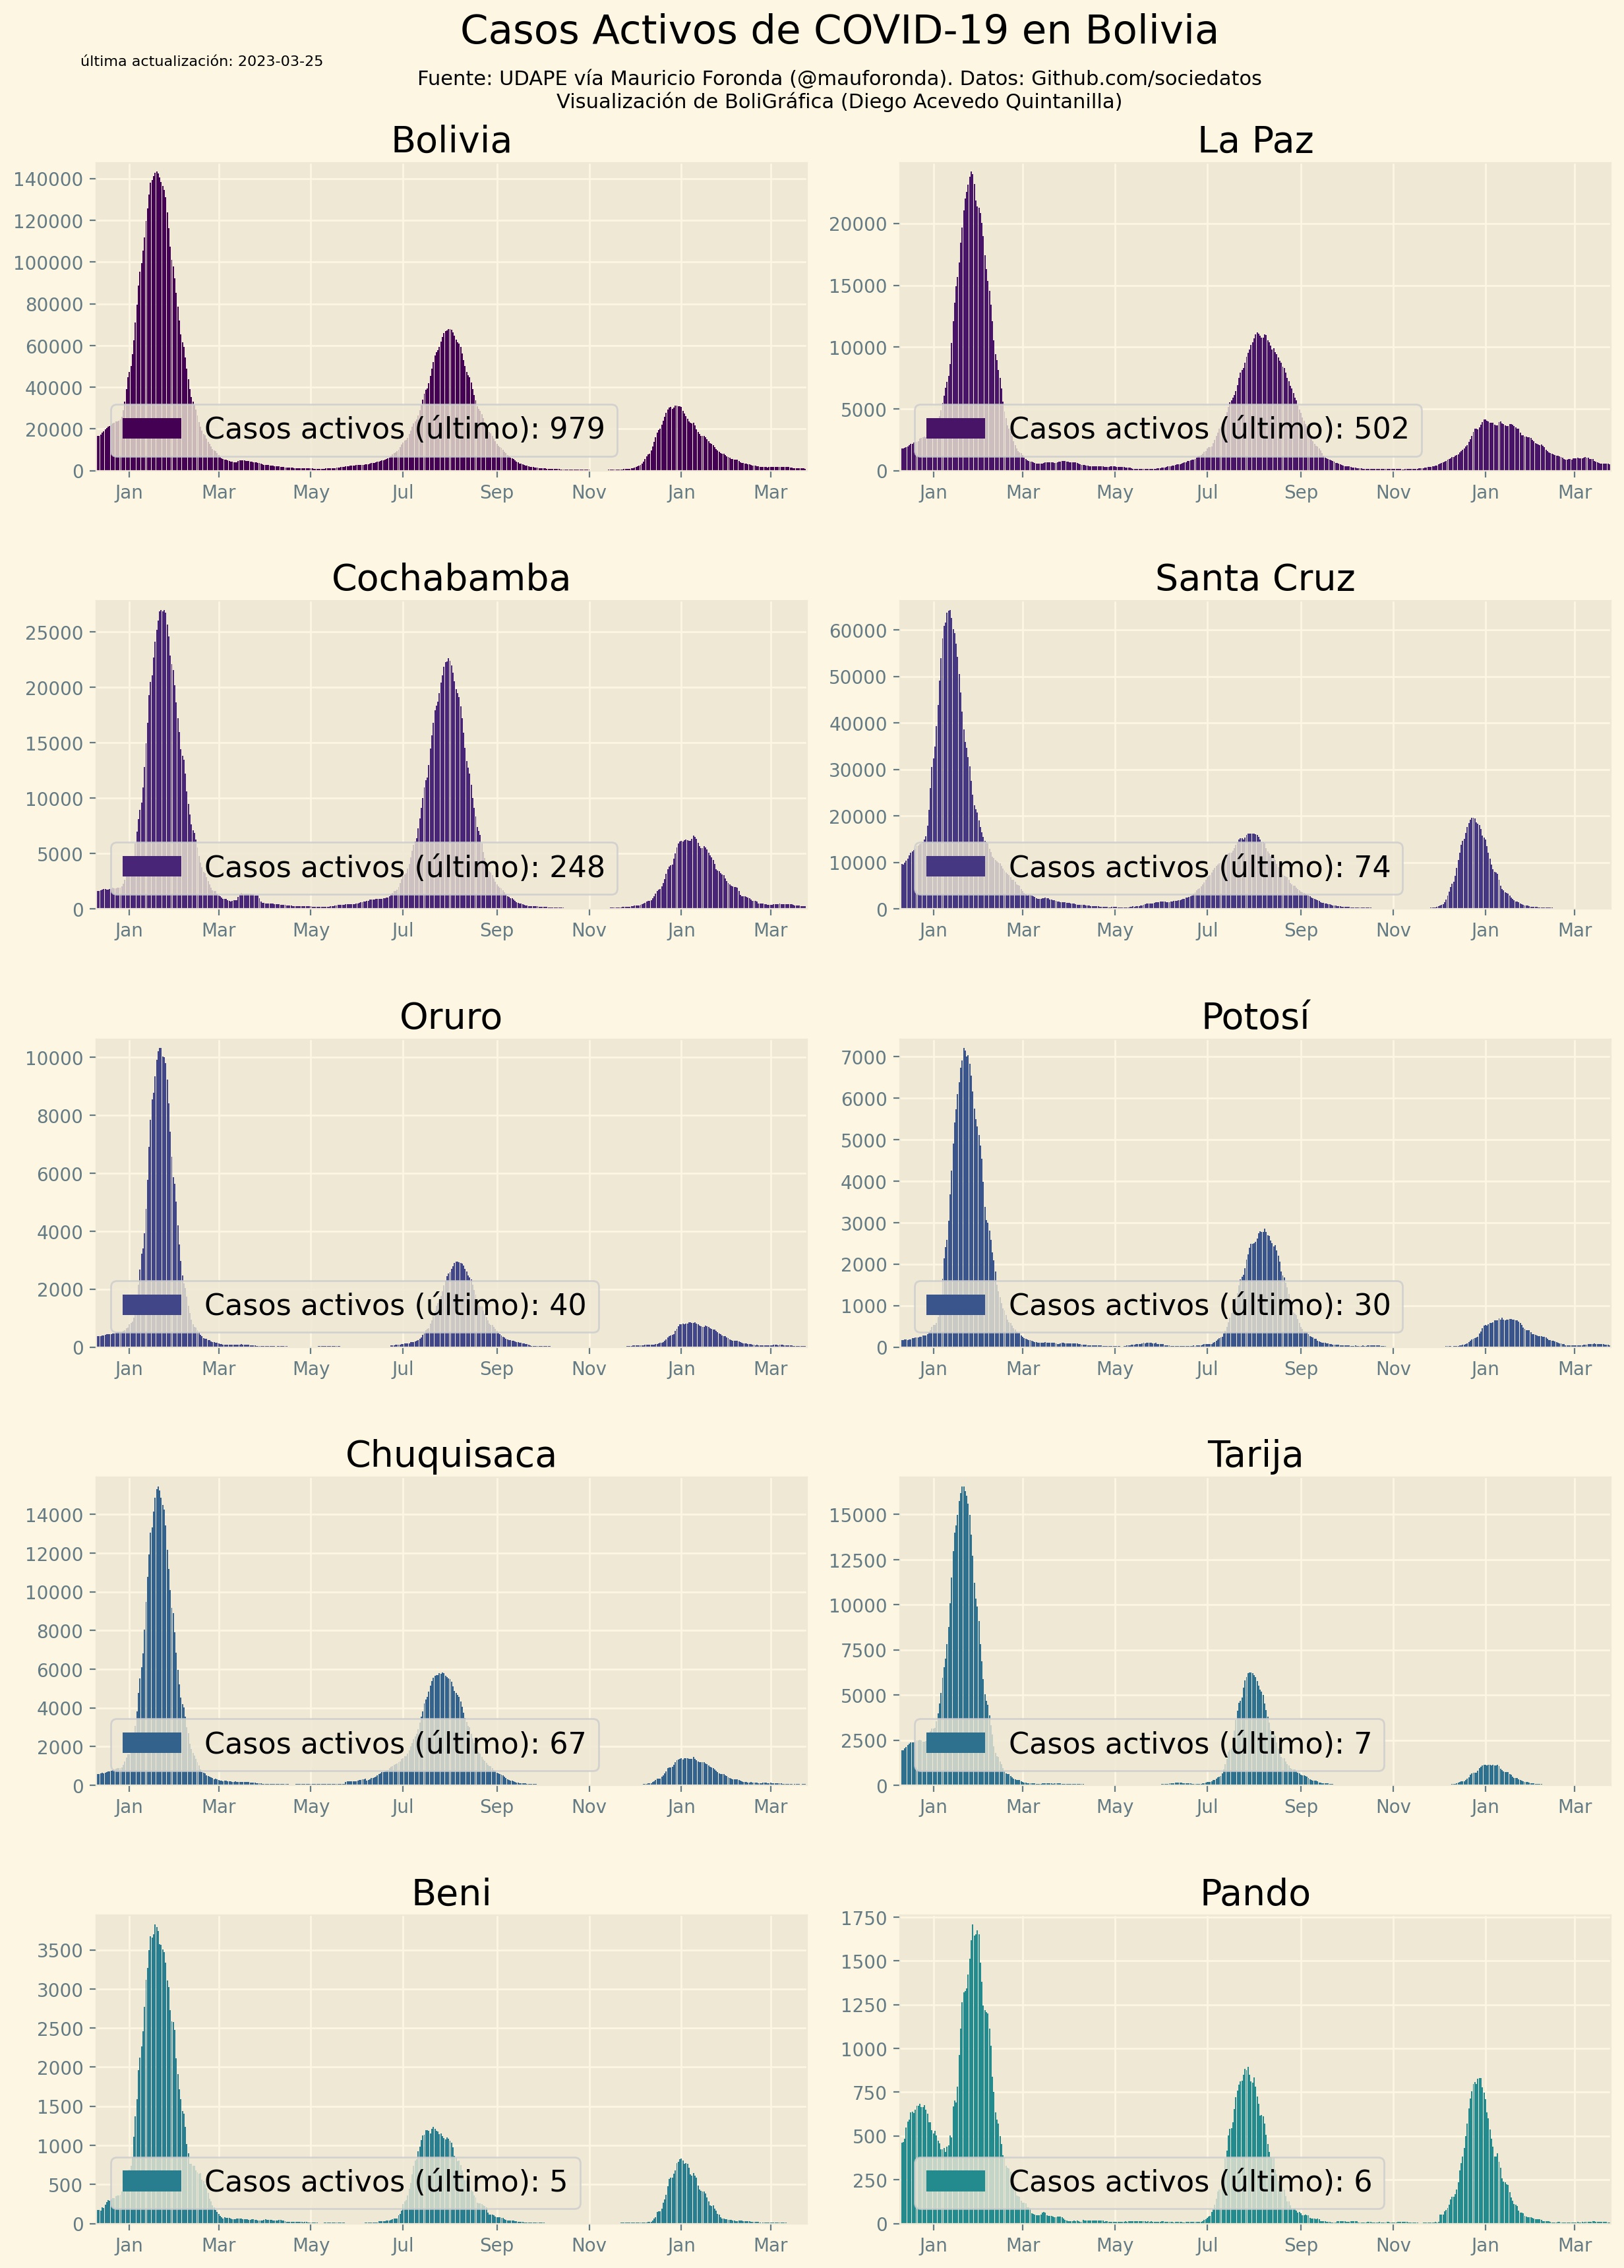 Casos Activos de COVID-19 en Bolivia
última actualización: 2023-03-25
Fuente: UDAPE vía Mauricio Foronda (@mauforonda). Datos: Github.com/sociedatos
Visualización de BoliGráfica (Diego Acevedo Quintanilla)
Bolivia
140000
120000
100000
80000
60000
40000
20000
0
Casos activos (último): 979
Jan Mar May Jul Sep Nov Jan Mar
La Paz
20000
15000
10000
5000
0
Casos activos (último): 502
Jan Mar May Jul Sep Nov Jan Mar
Cochabamba
25000
20000
15000
10000
5000
0
Casos activos (último): 248
Jan Mar May Jul Sep Nov Jan Mar
Santa Cruz
60000
50000
40000
30000
20000
10000
0
Casos activos (último): 74
Jan Mar May Jul Sep Nov Jan Mar
Oruro
10000
8000
6000
4000
2000
0
Casos activos (último): 40
Jan Mar May Jul Sep Nov Jan Mar
Potosí
7000
6000
5000
4000
3000
2000
1000
0
Casos activos (último): 30
Jan Mar May Jul Sep Nov Jan Mar
Chuquisaca
14000
12000
10000
8000
6000
4000
2000
0
Casos activos (último): 67
Jan Mar May Jul Sep Nov Jan Mar
Tarija
15000
12500
10000
7500
5000
2500
0
Casos activos (último): 7
Jan Mar May Jul Sep Nov Jan Mar
Beni
3500
3000
2500
2000
1500
1000
500
0
Casos activos (último): 5
Jan Mar May Jul Sep Nov Jan Mar
Pando
1750
1500
1250
1000
750
500
250
0
Casos activos (último): 6
Jan Mar May Jul Sep Nov Jan Mar